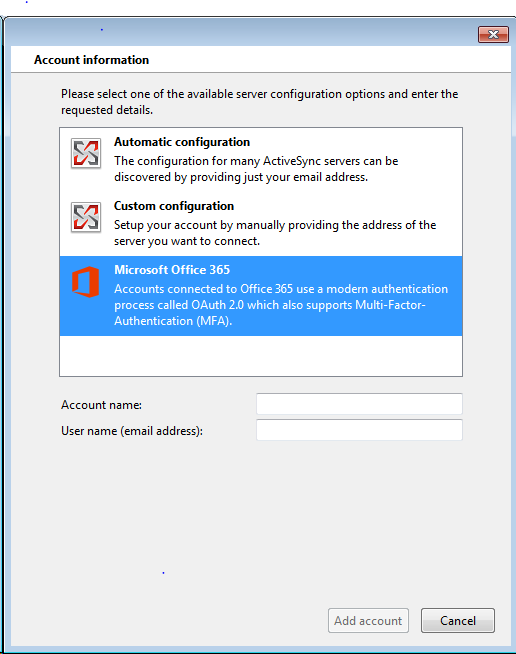 Account information
Please select one of the available server configuration options and enter the
requested details.
Automatic configuration
The configuration for many ActiveSync servers can be
discovered by providing just your email address.
Custom configuration
Setup your account by manually providing the address of the
server you want to connect.
Microsoft Office 365
Accounts connected to Office 365 use a modern authentication
process called OAuth 2.0 which also supports Multi-Factor-
Authentication (MFA).
Account name:
User name (email address):
Add account
Cancel